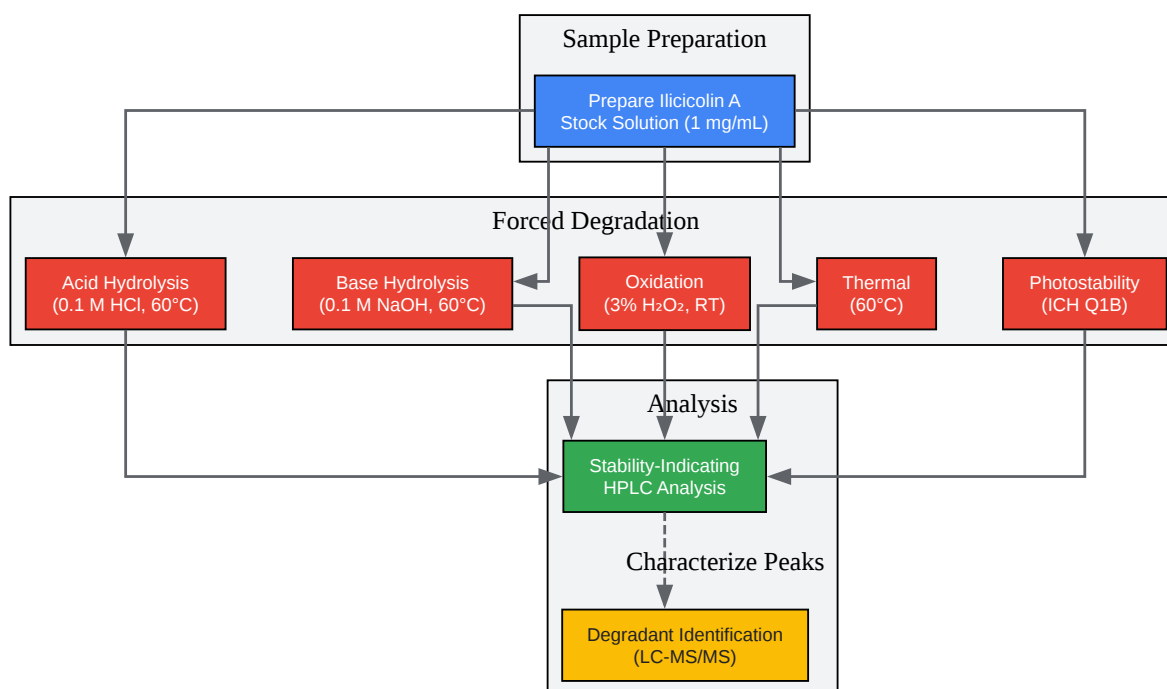 Sample Preparation
Prepare Ilicicolin A
Stock Solution (1 mg/mL)
Forced Degradation
Acid Hydrolysis
(0.1 M HCl, 60°C)
Base Hydrolysis
(0.1 M NaOH, 60°C)
Oxidation
(3% H₂O₂, RT)
Thermal
(60°C)
Photostability
(ICH Q1B)
Analysis
Stability-Indicating
HPLC Analysis
Characterize Peaks
Degradant Identification
(LC-MS/MS)